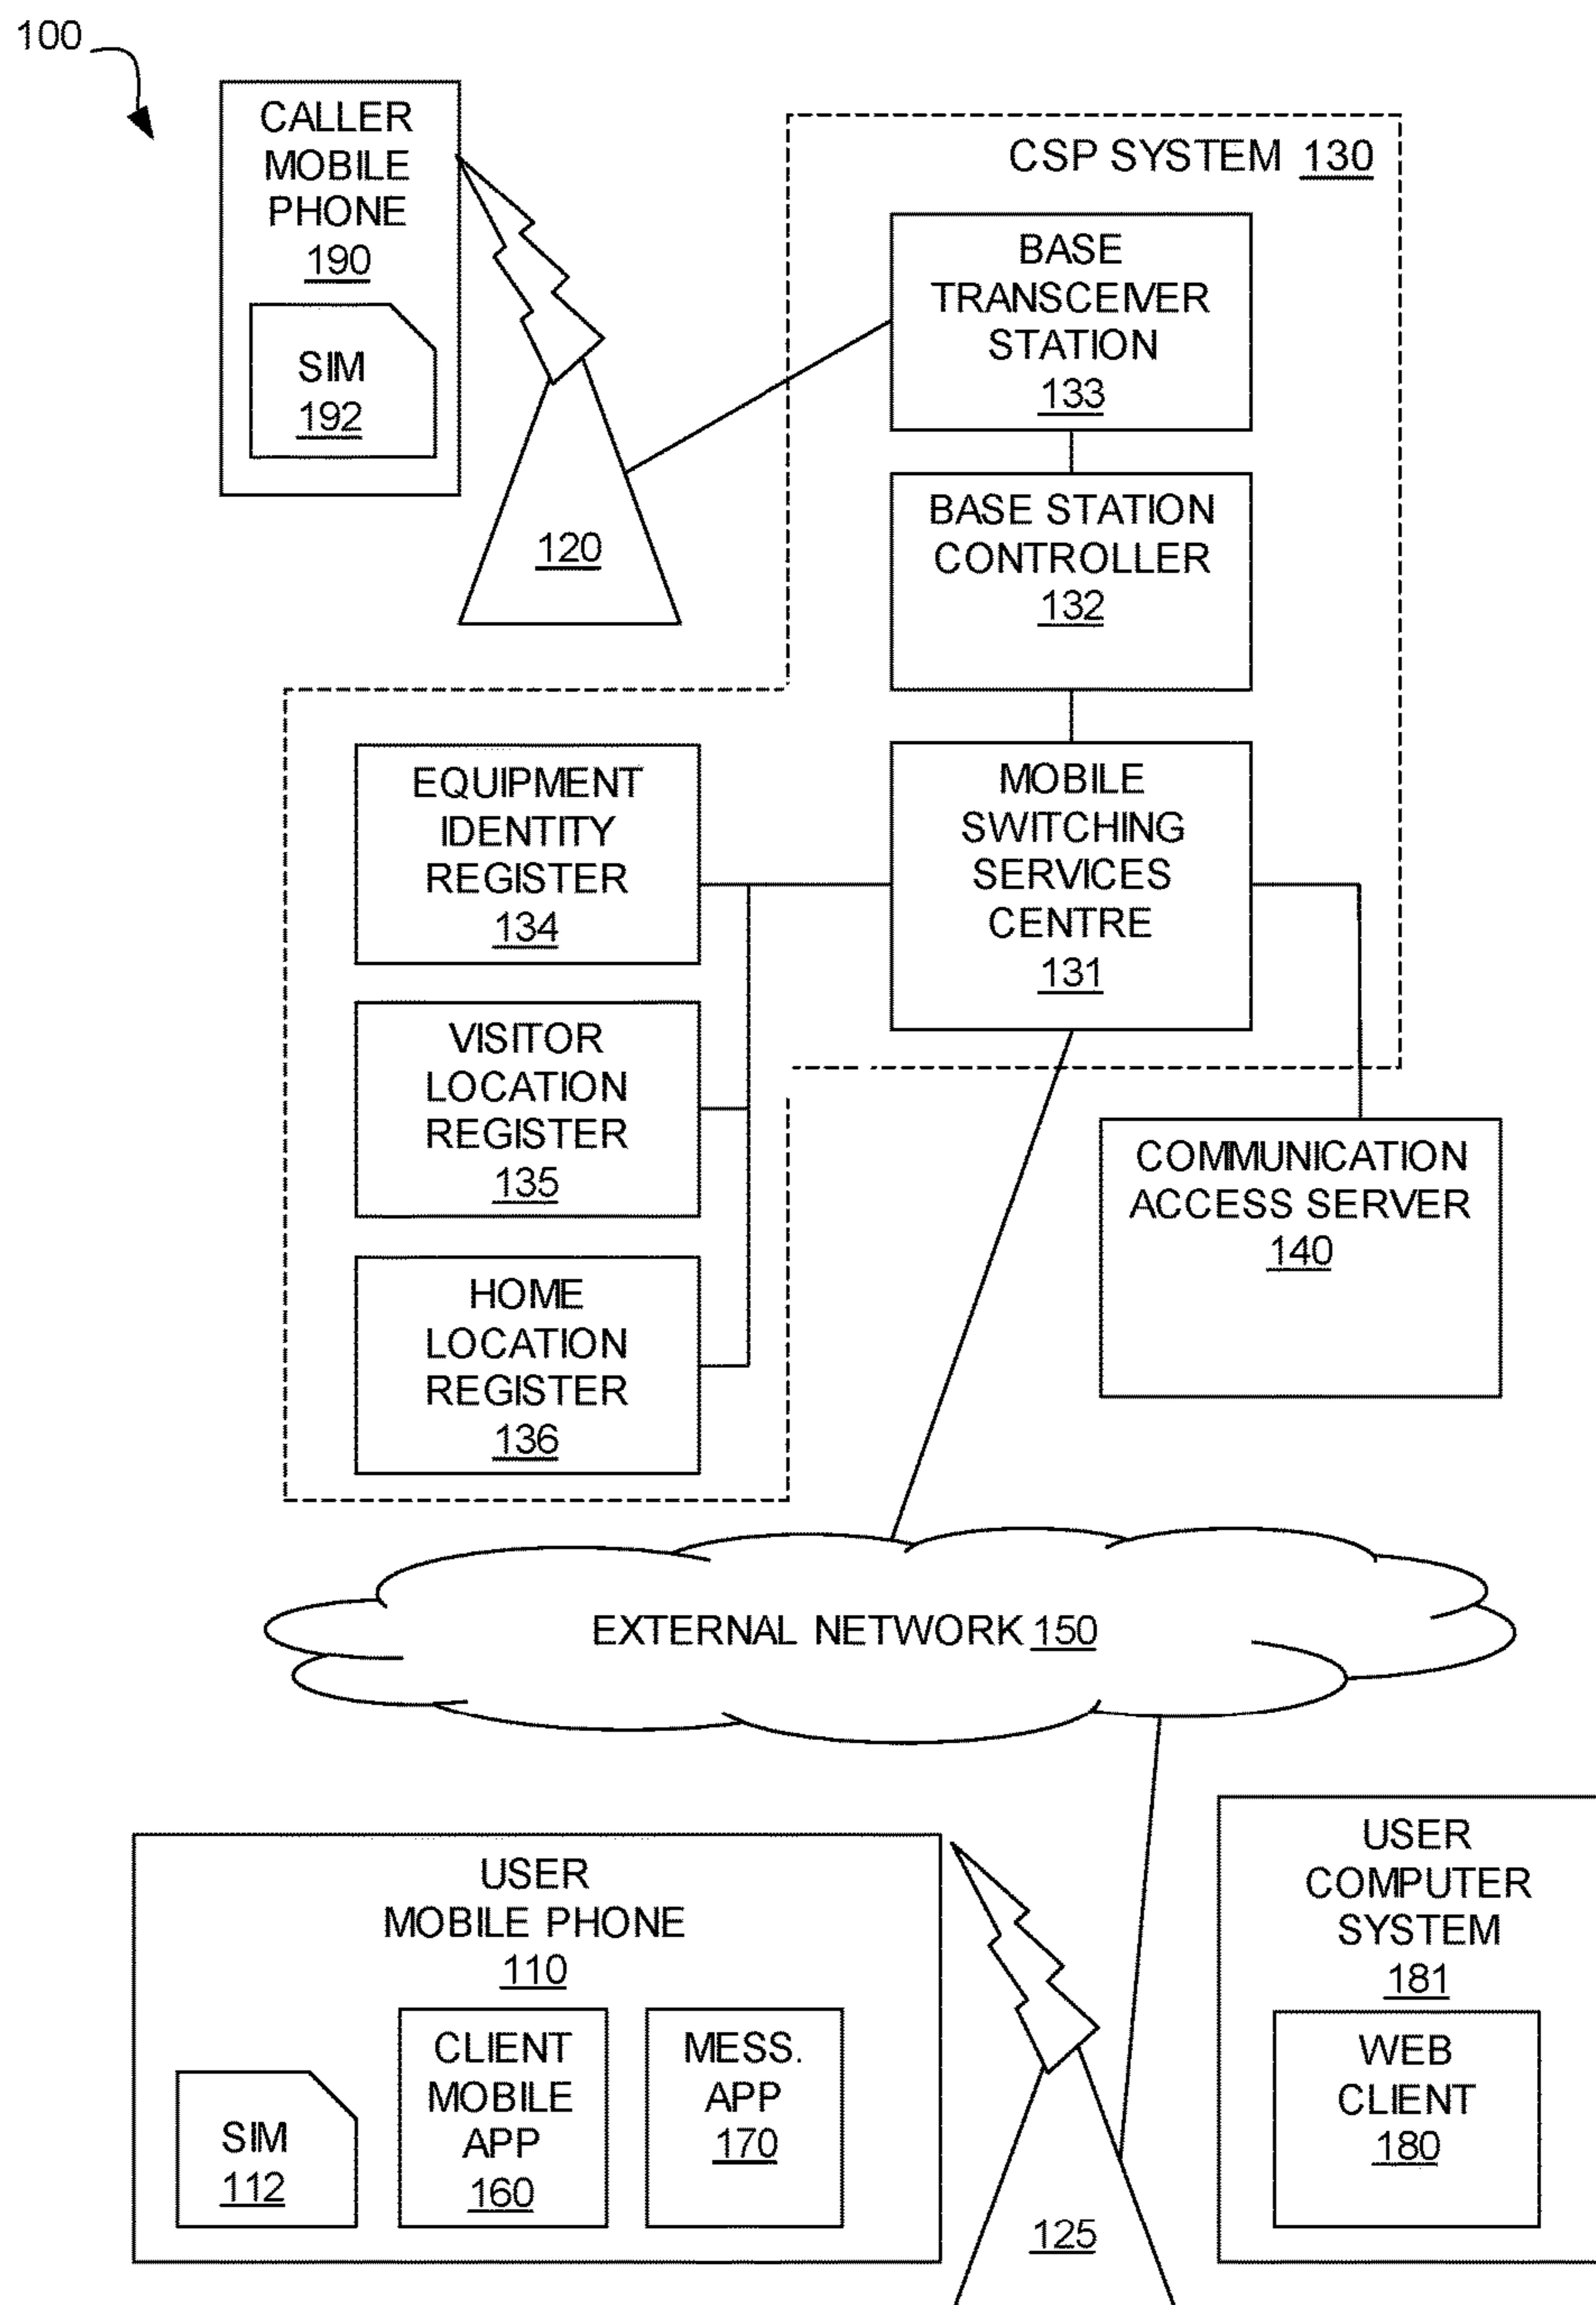 100
CALLER
MOBILE
PHONE
190
SIM
192
120
CSP SYSTEM 130
BASE
TRANSCEIVER
STATION
133
BASE STATION
CONTROLLER
132
EQUIPMENT
IDENTITY
REGISTER
134
MOBILE
SWITCHING
SERVICES
CENTRE
131
VISITOR
LOCATION
REGISTER
135
HOME
LOCATION
REGISTER
136
COMMUNICATION
ACCESS SERVER
140
EXTERNAL NETWORK 150
USER
MOBILE PHONE
110
SIM
112
CLIENT
MOBILE
APP
160
MESS.
APP
170
125
USER
COMPUTER
SYSTEM
181
WEB
CLIENT
180